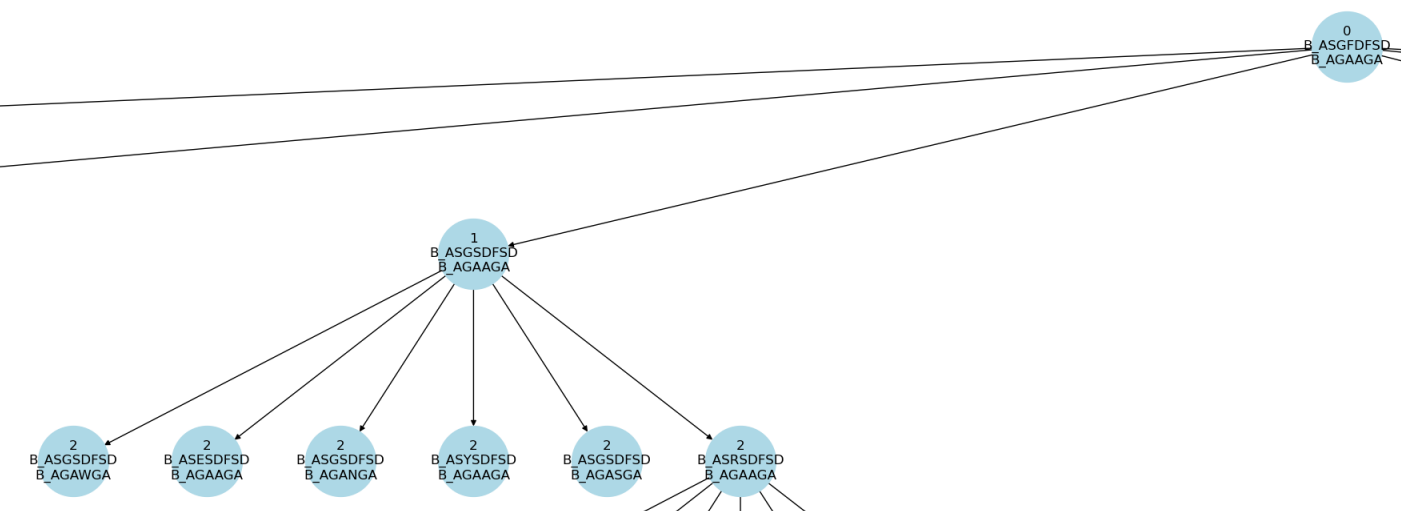 0
B_ASGFDFSD
B_AGAAGA
1
B_ASGSDFSD
B_AGAAGA
2
B_ASGSDFSD
B_AGAWGA
2
B_ASESDFSD
B_AGAAGA
2
B_ASGSDFSD
B_AGANGA
2
B_ASYSDFSD
B_AGAAGA
2
B_ASGSDFSD
B_AGASGA
2
B_ASRSDFSD
B_AGAAGA